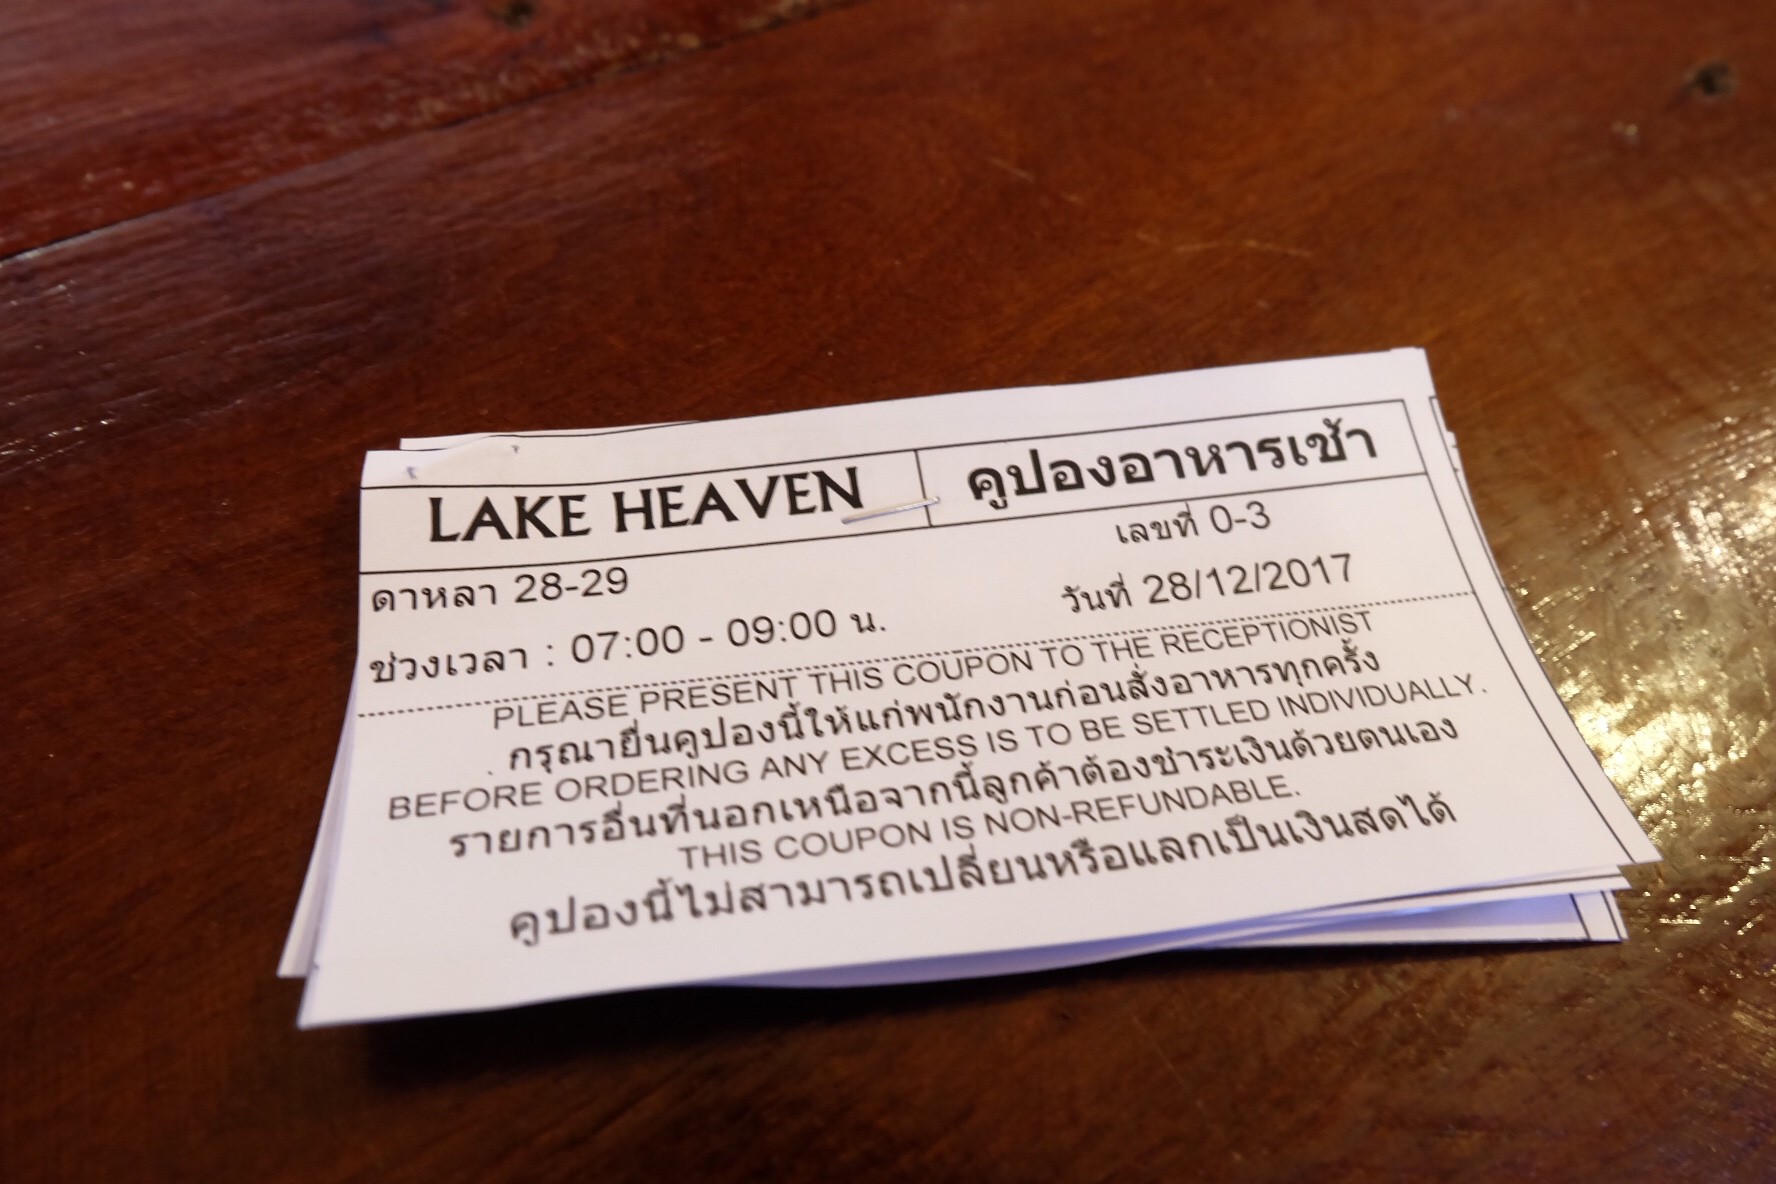 LAKE HEAVEN คูปองอาหารเช้า
เลขที่ 0-3
ดาหลา 28-29
วันที่ 28/12/2017
ช่วงเวลา : 07:00 - 09:00 น.
PLEASE PRESENT THIS COUPON TO THE RECEPTIONIST
กรุณายื่นคูปองนี้ให้แก่พนักงานก่อนสั่งอาหารทุกครั้ง
BEFORE ORDERING ANY EXCESS IS TO BE SETTLED INDIVIDUALLY.
รายการอื่นที่นอกเหนือจากนี้ลูกค้าต้องชำระเงินด้วยตนเอง
THIS COUPON IS NON-REFUNDABLE.
คูปองนี้ไม่สามารถเปลี่ยนหรือแลกเป็นเงินสดได้